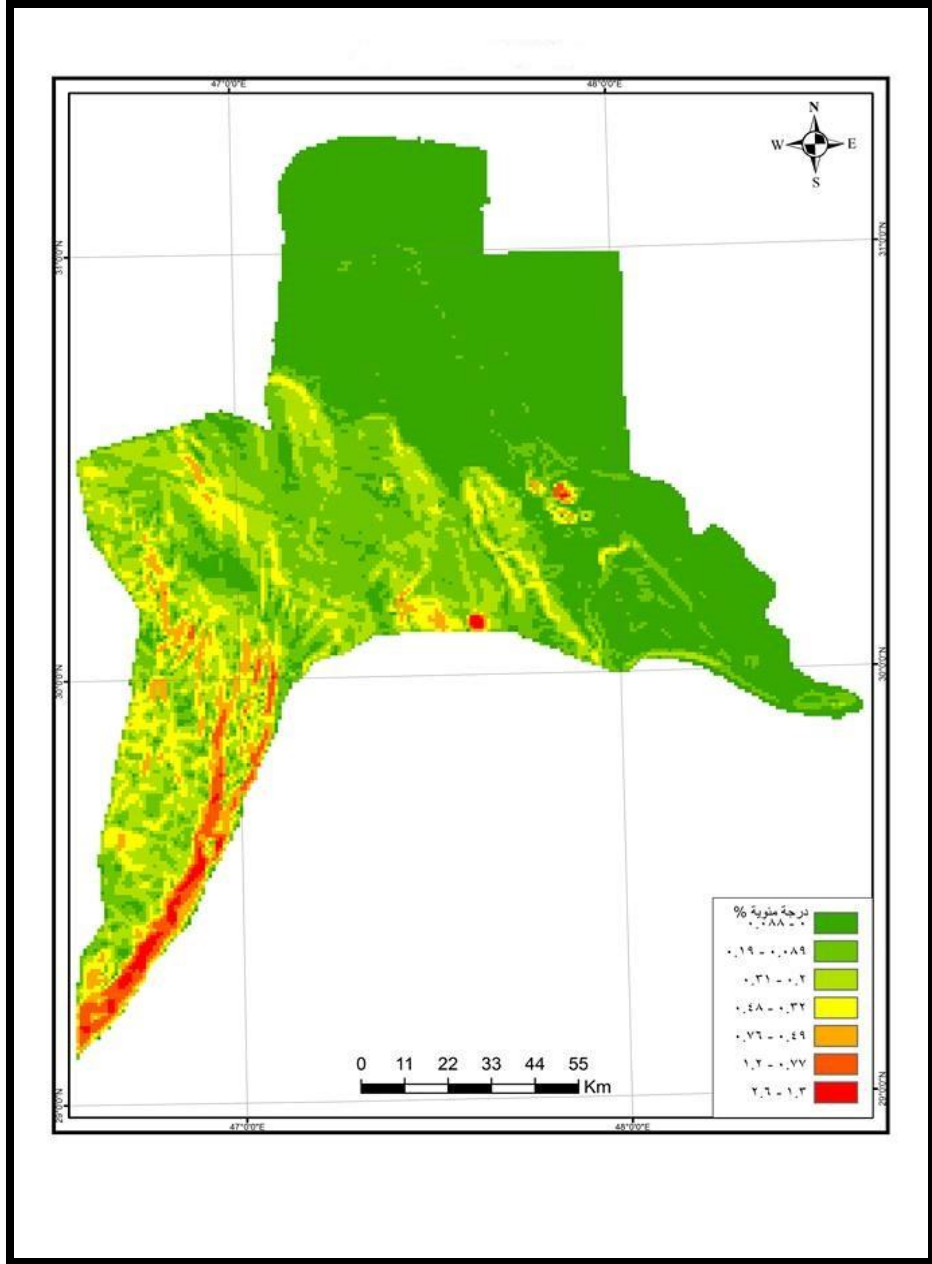 47°0'0"E 48°0'0"E
N
W E
S
31°0'0"N 31°0'0"N
30°0'0"N 30°0'0"N
درجة مئوية %
٠ - ٠.٠٨٨
٠.٠٨٩ - ٠.١٩
٠.٢ - ٠.٣١
٠.٣٢ - ٠.٤٨
٠.٤٩ - ٠.٧٦
٠.٧٧ - ١.٢
١.٣ - ٢.٦
0 11 22 33 44 55
Km
29°0'0"N 29°0'0"N
47°0'0"E 48°0'0"E